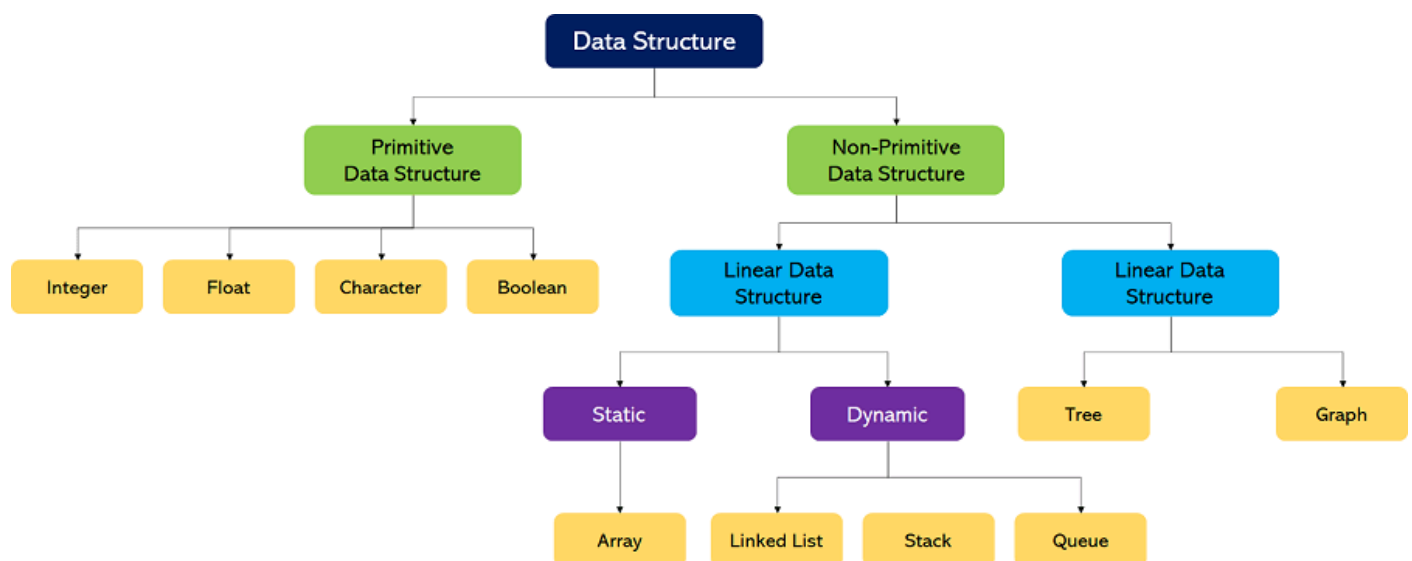 Data Structure
Primitive
Data Structure
Non-Primitive
Data Structure
Integer
Float
Character
Boolean
Linear Data
Structure
Linear Data
Structure
Static
Dynamic
Tree
Graph
Array
Linked List
Stack
Queue